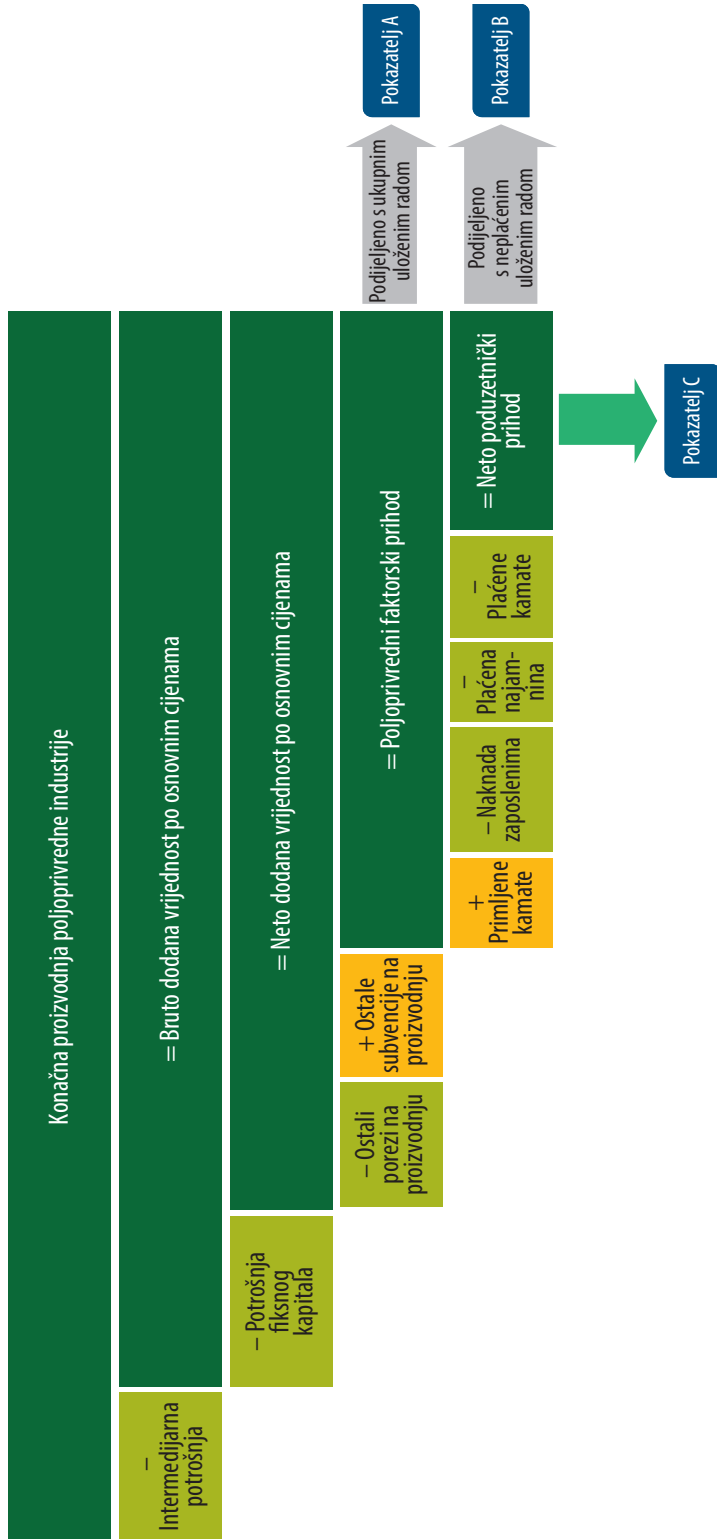 Konačna proizvodnja poljoprivredne industrije
–
Intermedijarna
potrošnja
= Bruto dodana vrijednost po osnovnim cijenama
– Potrošnja
fiksnog
kapitala
= Neto dodana vrijednost po osnovnim cijenama
– Ostali
porezi na
proizvodnju
+ Ostale
subvencije na
proizvodnju
= Poljoprivredni faktorski prihod
Podijeljeno s ukupnim
uloženim radom
Pokazatelj A
+
Primljene
kamate
– Naknada
zaposlenima
–
Plaćena
najam-
nina
–
Plaćene
kamate
= Neto poduzetnički
prihod
Podijeljeno
s neplaćenim
uloženim radom
Pokazatelj B
Pokazatelj C